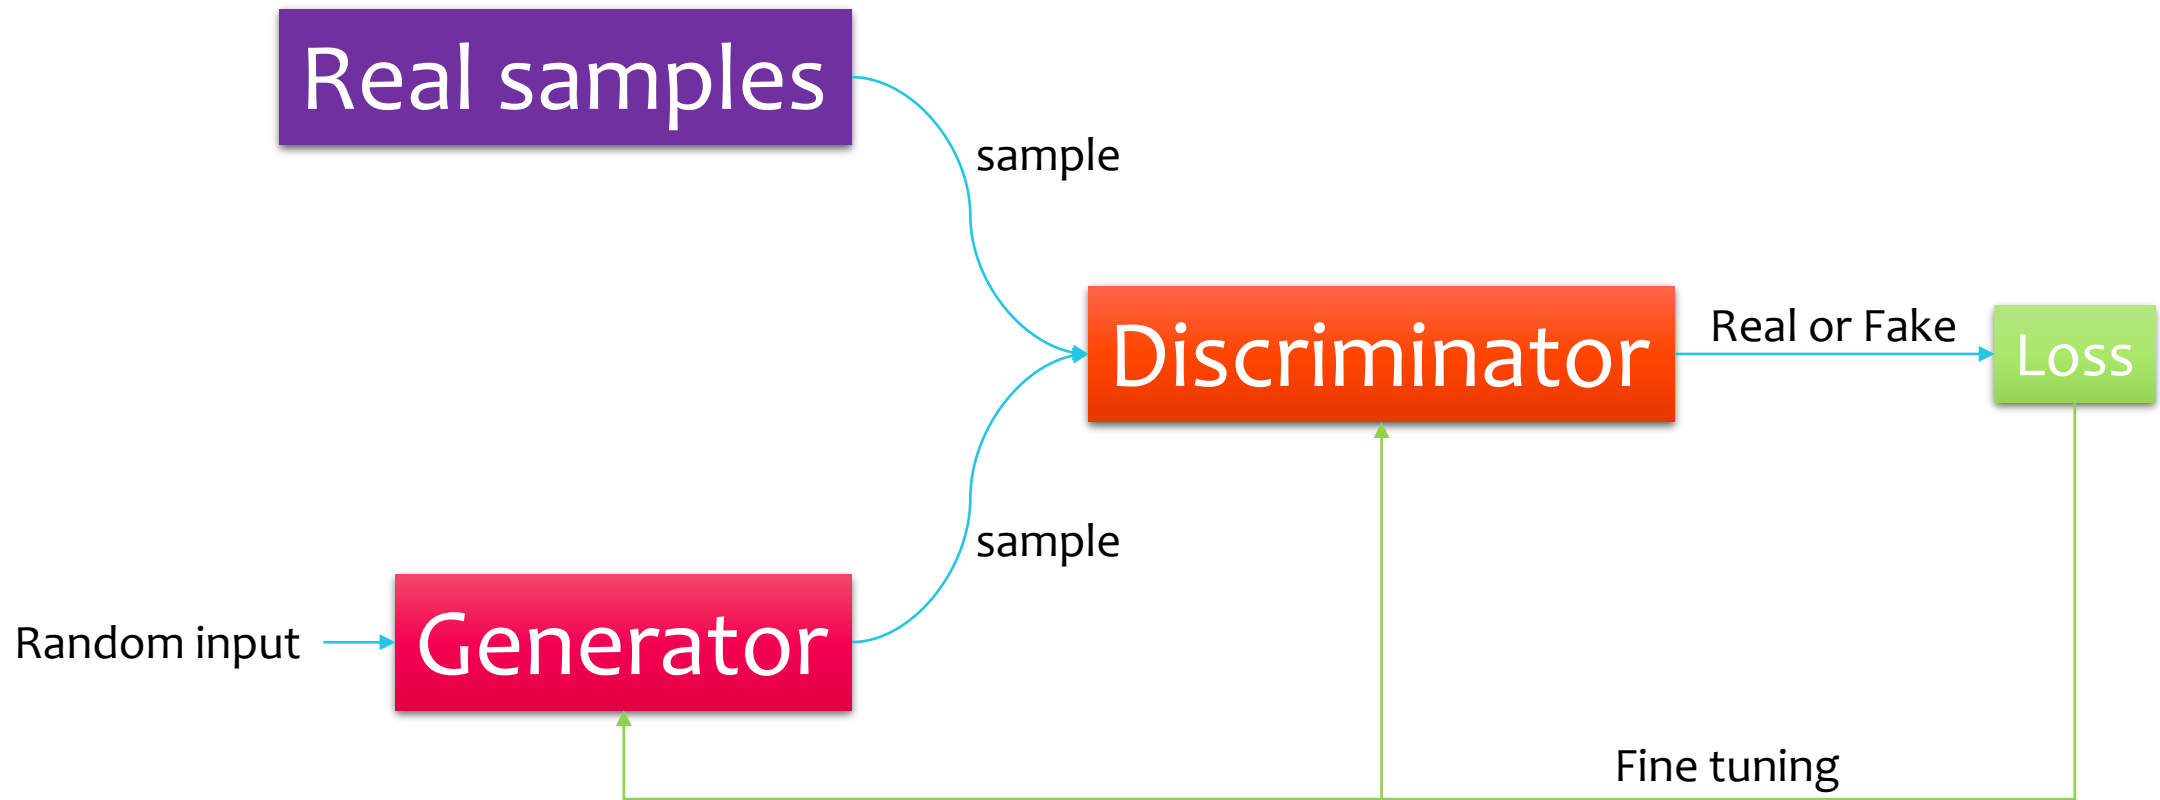 Real samples
sample
Discriminator
Real or Fake
Loss
sample
Random input
Generator
Fine tuning